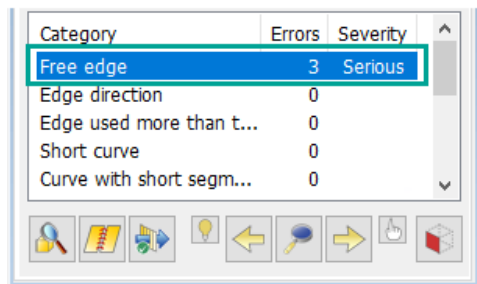 Category Errors Severity
Free edge 3 Serious
Edge direction 0
Edge used more than t... 0
Short curve 0
Curve with short segm... 0